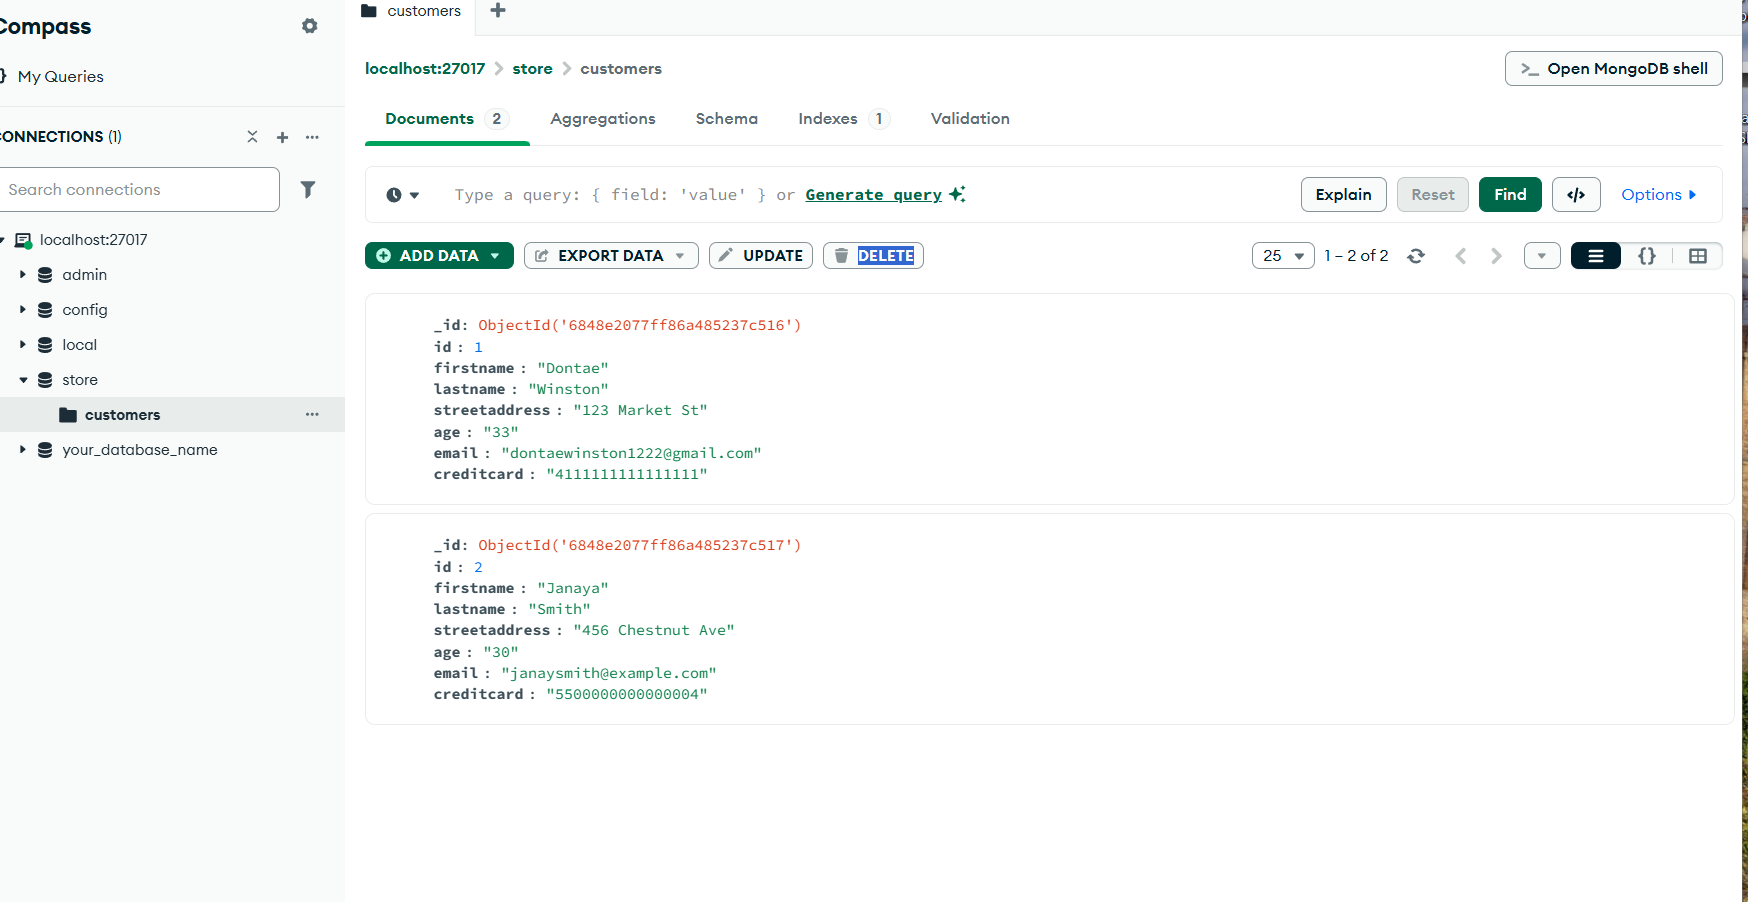 Compass
My Queries
CONNECTIONS (1)
Search connections
localhost:27017
admin
config
local
store
customers
your_database_name
customers
localhost:27017 > store > customers
>_ Open MongoDB shell
Documents 2 Aggregations Schema Indexes 1 Validation
Type a query: { field: 'value' } or Generate query
Explain Reset Find </> Options
ADD DATA EXPORT DATA UPDATE DELETE
25 1 – 2 of 2 {}
_id: ObjectId('6848e2077ff86a485237c516')
id : 1
firstname : "Dontae"
lastname : "Winston"
streetaddress : "123 Market St"
age : "33"
email : "dontaewinston1222@gmail.com"
creditcard : "4111111111111111"
_id: ObjectId('6848e2077ff86a485237c517')
id : 2
firstname : "Janaya"
lastname : "Smith"
streetaddress : "456 Chestnut Ave"
age : "30"
email : "janaysmith@example.com"
creditcard : "5500000000000004"